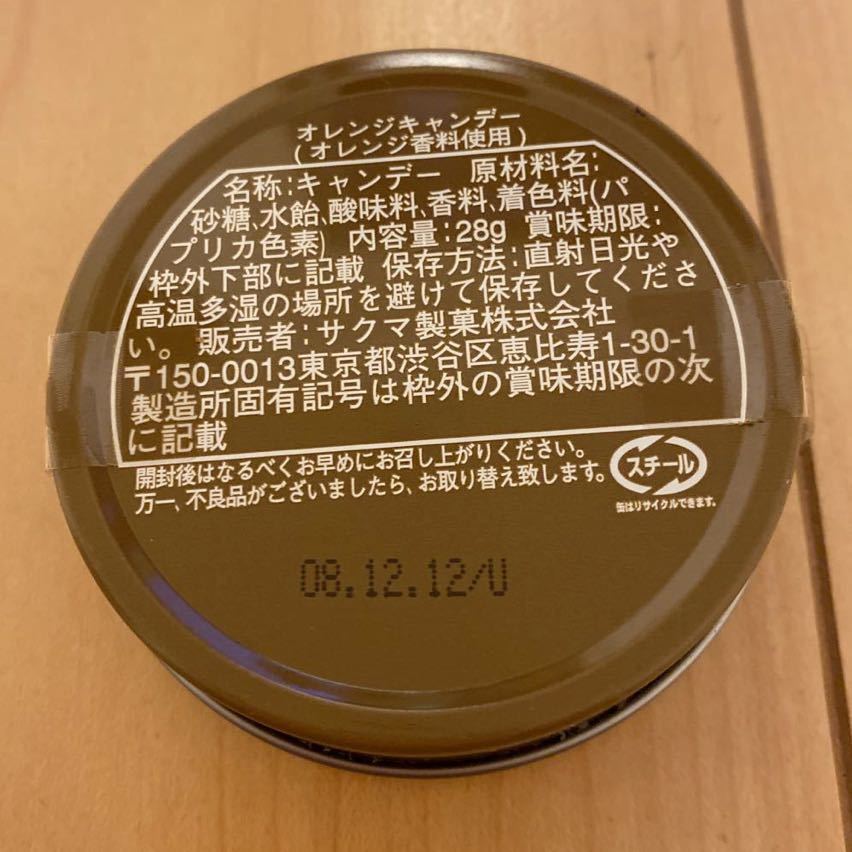 オレンジキャンデー
(オレンジ香料使用)
名称:キャンデー 原材料名:
砂糖、水飴、酸味料、香料、着色料(パ
プリカ色素) 内容量:28g 賞味期限:
枠外下部に記載 保存方法:直射日光や
高温多湿の場所を避けて保存してくださ
い。 販売者:サクマ製菓株式会社
〒150-0013東京都渋谷区恵比寿1-30-1
製造所固有記号は枠外の賞味期限の次
に記載
開封後はなるべくお早めにお召し上がりください。
万一、不良品がございましたら、お取り替え致します。
スチール
缶はリサイクルできます。
08.12.12/U